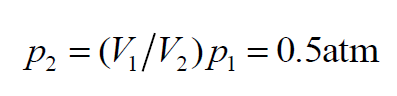 p₂ = (V₁/V₂)p₁ = 0.5atm